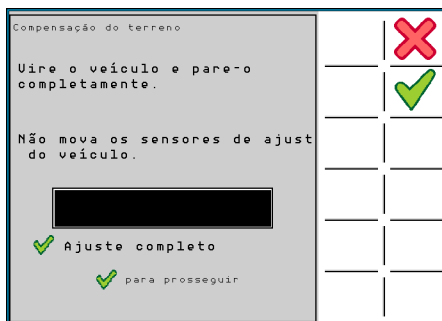 Compensação do terreno
Vire o veículo e pare-o
completamente.
Não mova os sensores de ajust
do veículo.
Ajuste completo
para prosseguir